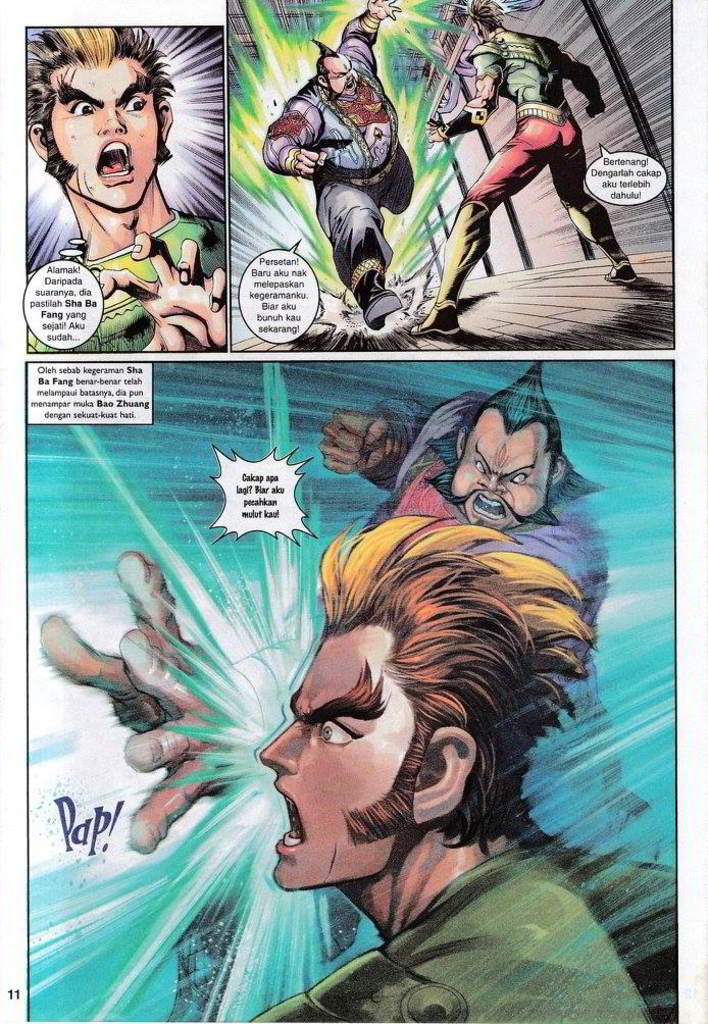 Alamak!
Daripada
suaranya, dia
pastilah Sha Ba
Fang yang
sejati! Aku
sudah...
Persetan!
Baru aku nak
melepaskan
kegeramanku.
Biar aku
bunuh kau
sekarang!
Bertenang!
Dengarlah cakap
aku terlebih
dahulu!
Oleh sebab kegeraman Sha
Ba Fang benar-benar telah
melampaui batasnya, dia pun
menampar muka Bao Zhuang
dengan sekuat-kuat hati.
Cakap apa
lagi? Biar aku
pecahkan
mulut kau!
Pap!
11